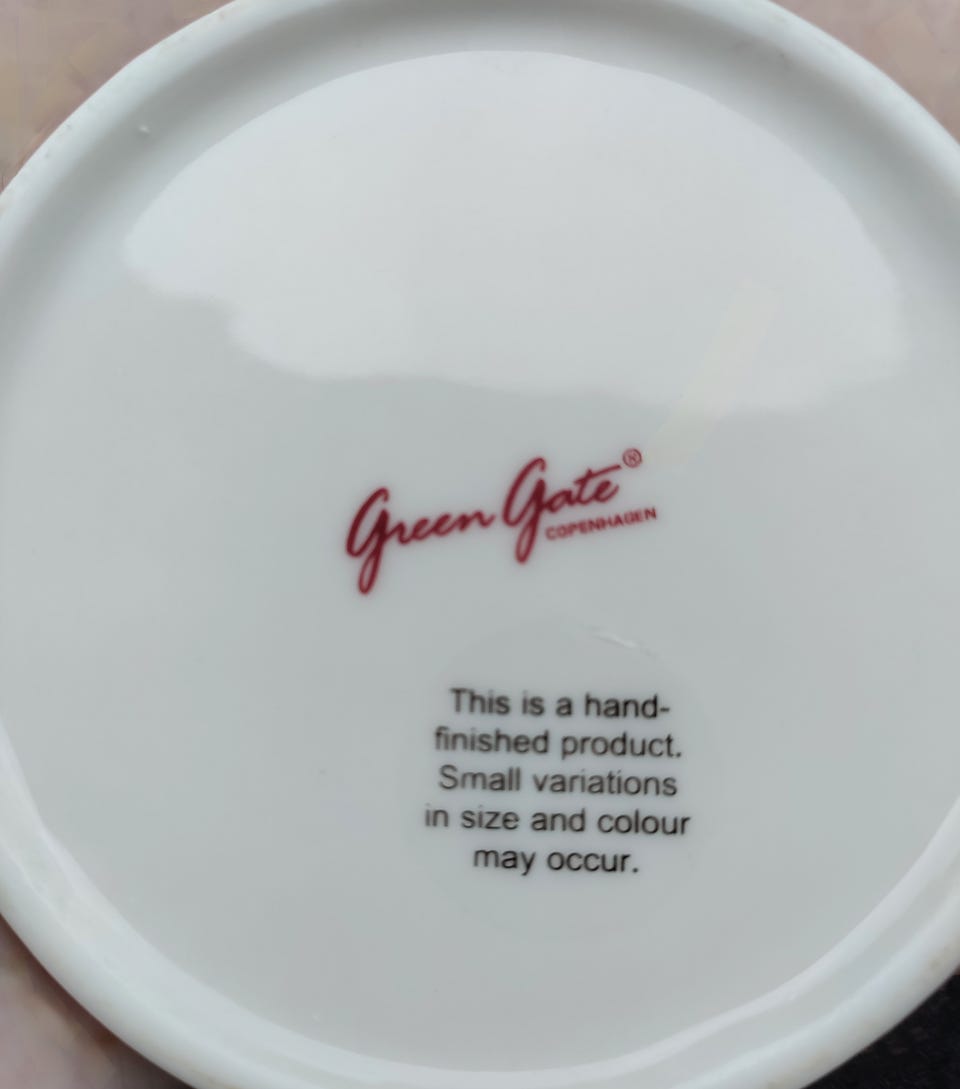 Green Gate®
COPENHAGEN
This is a hand-
finished product.
Small variations
in size and colour
may occur.